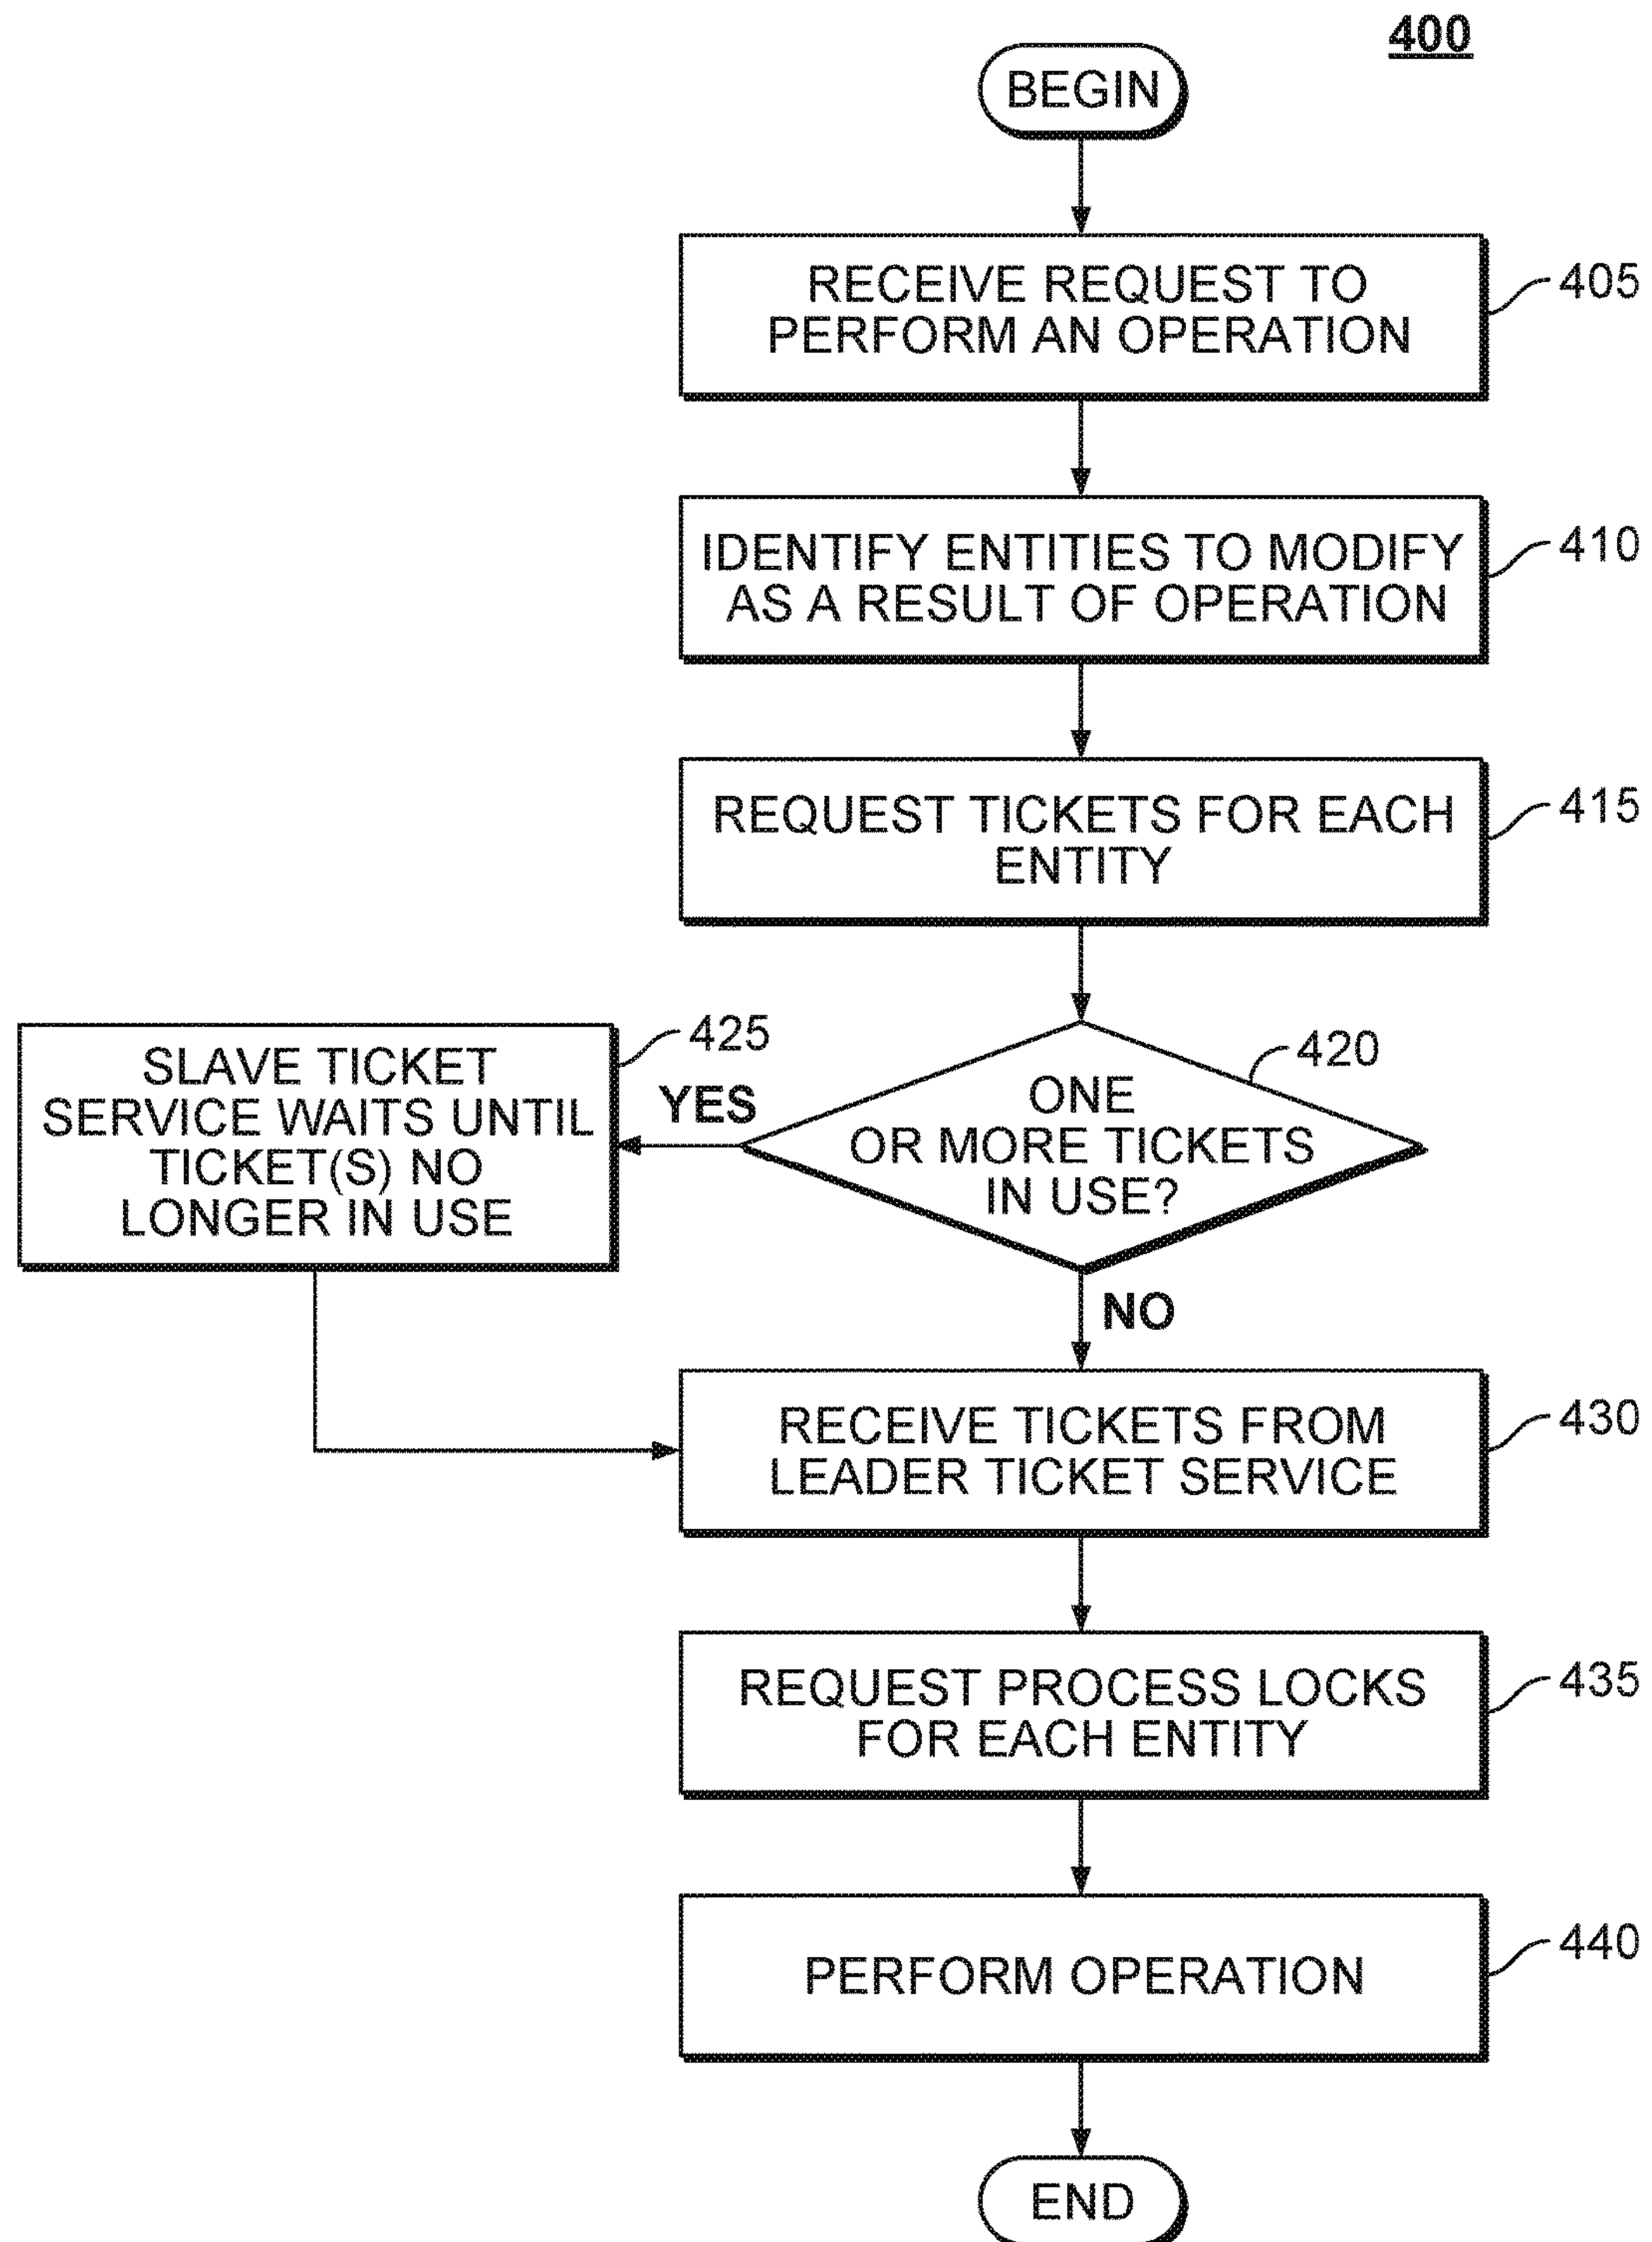 400
BEGIN
RECEIVE REQUEST TO
PERFORM AN OPERATION
405
IDENTIFY ENTITIES TO MODIFY
AS A RESULT OF OPERATION
410
REQUEST TICKETS FOR EACH
ENTITY
415
ONE
OR MORE TICKETS
IN USE?
420
YES
SLAVE TICKET
SERVICE WAITS UNTIL
TICKET(S) NO
LONGER IN USE
425
NO
RECEIVE TICKETS FROM
LEADER TICKET SERVICE
430
REQUEST PROCESS LOCKS
FOR EACH ENTITY
435
PERFORM OPERATION
440
END